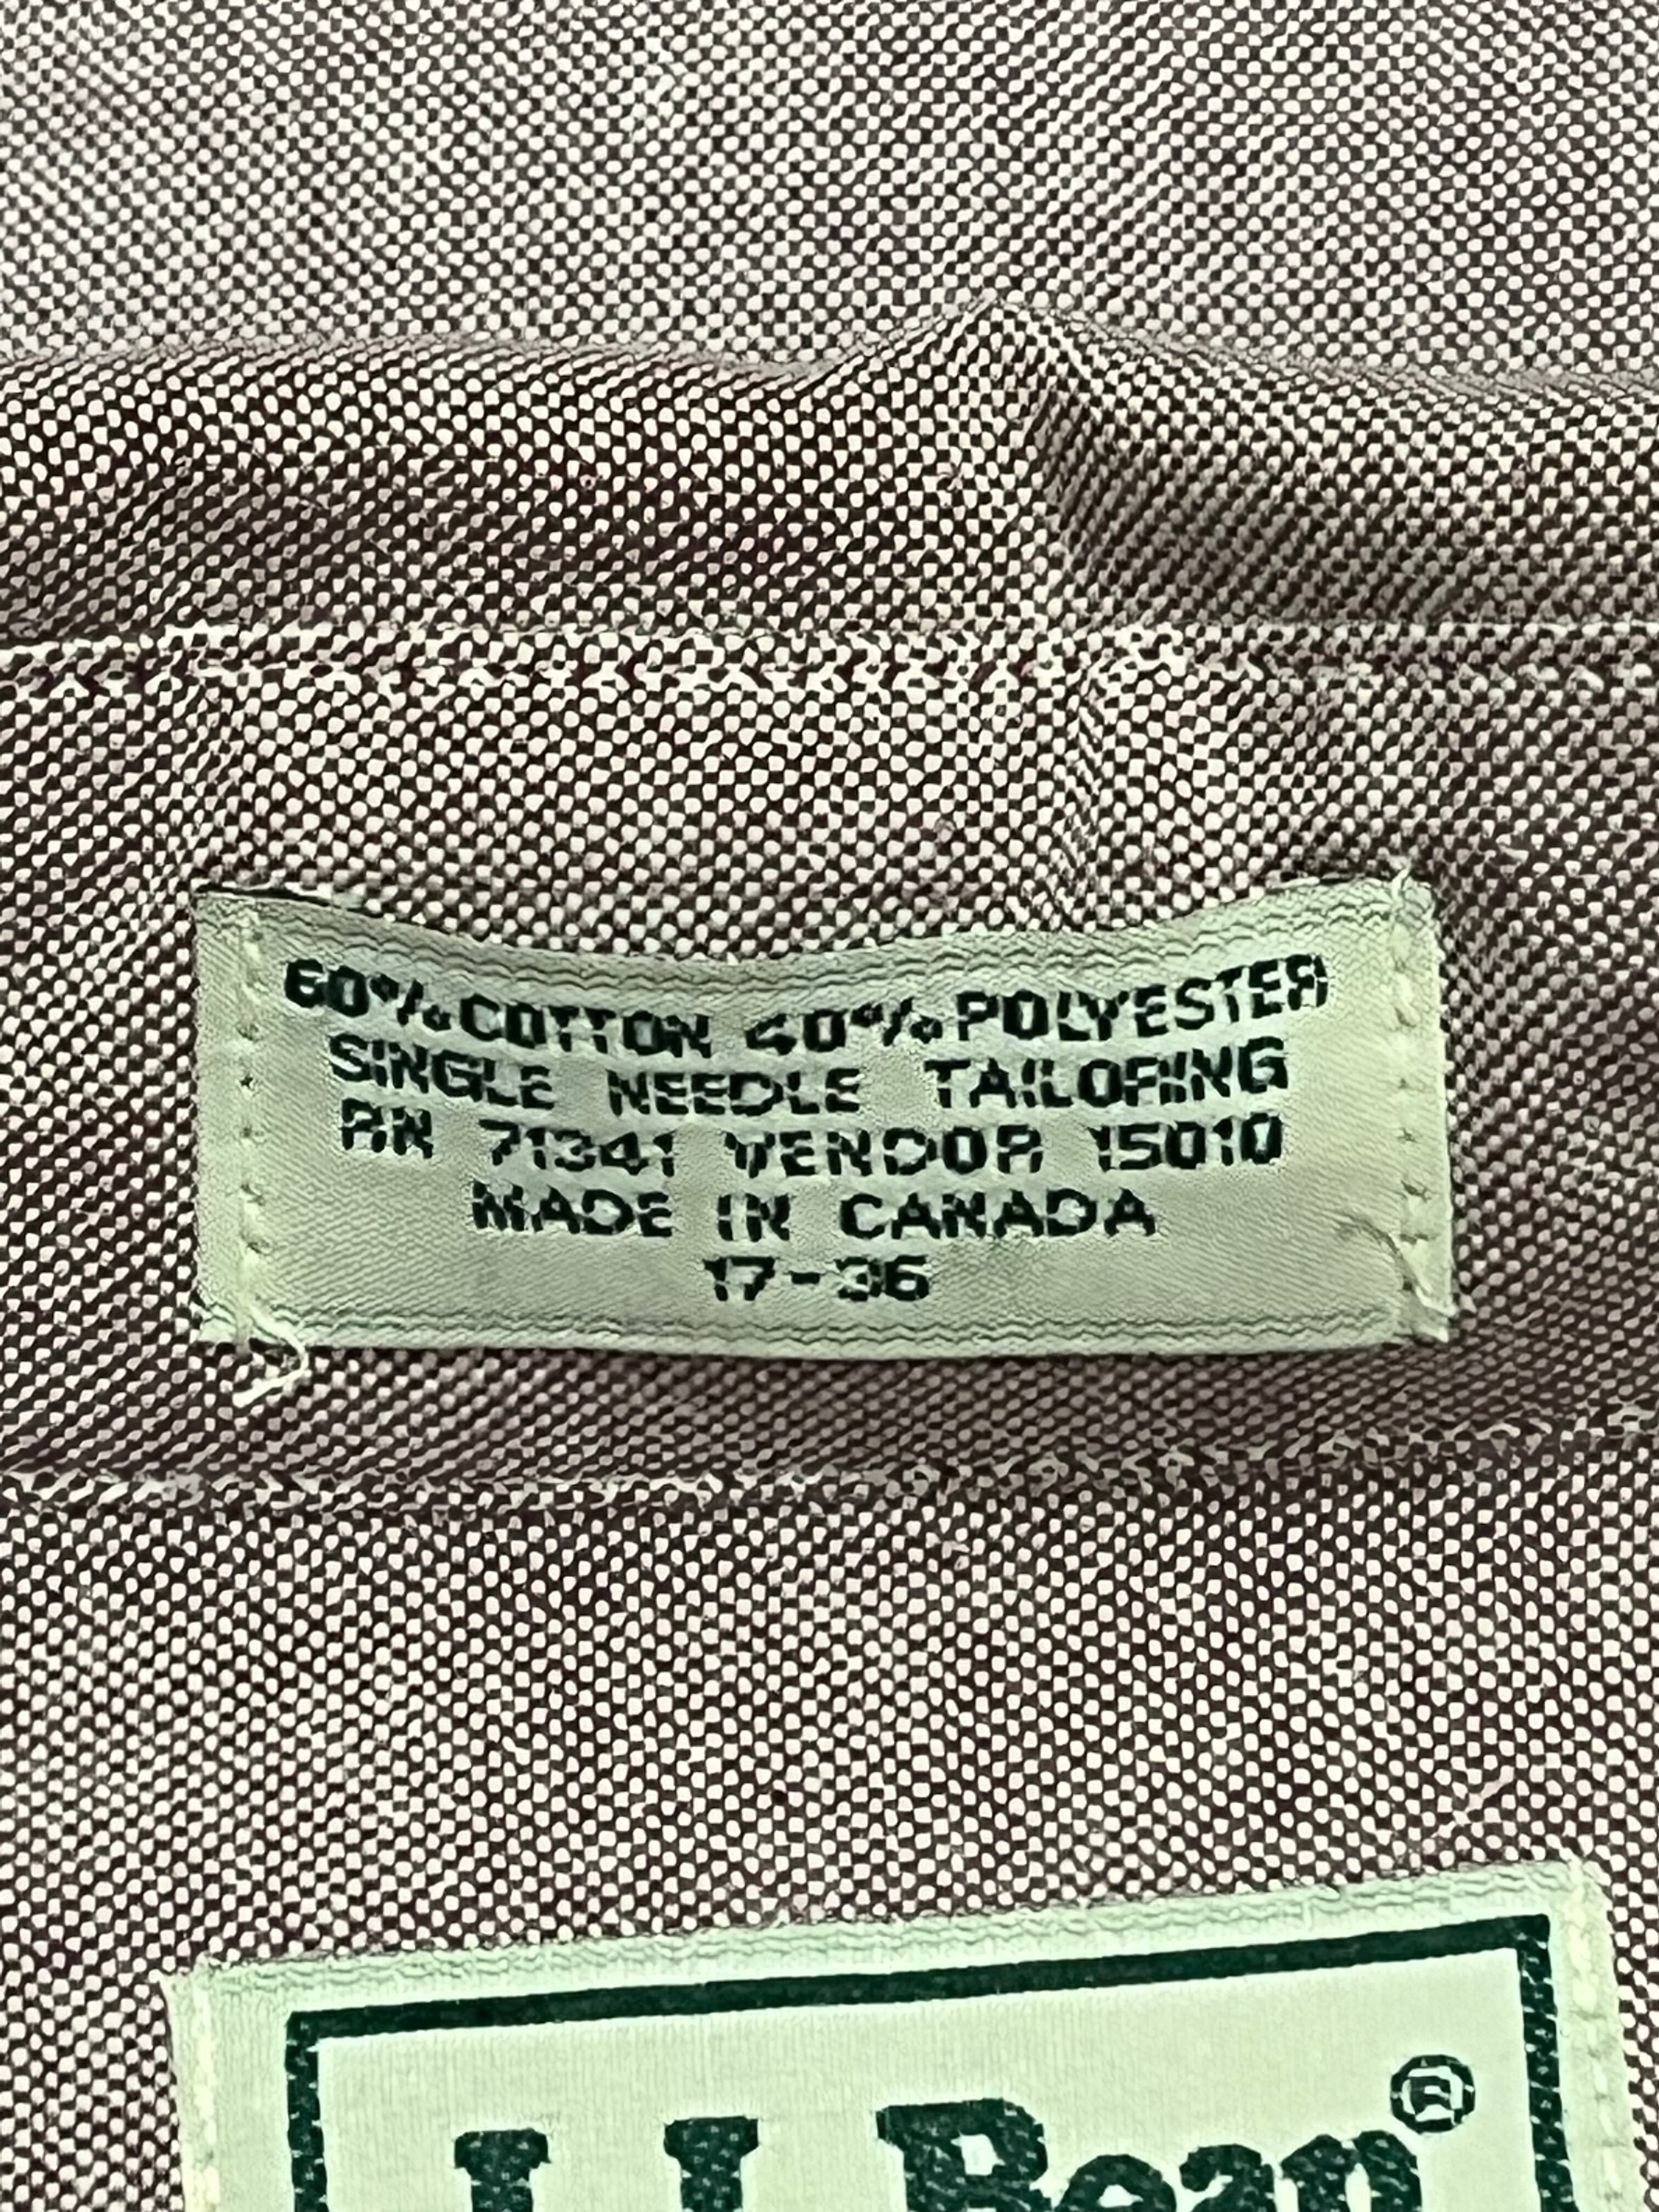 60% COTTON 40% POLYESTER
SINGLE NEEDLE TAILORING
RN 71341 VENDOR 15010
MADE IN CANADA
17-36
L.L.Bean®